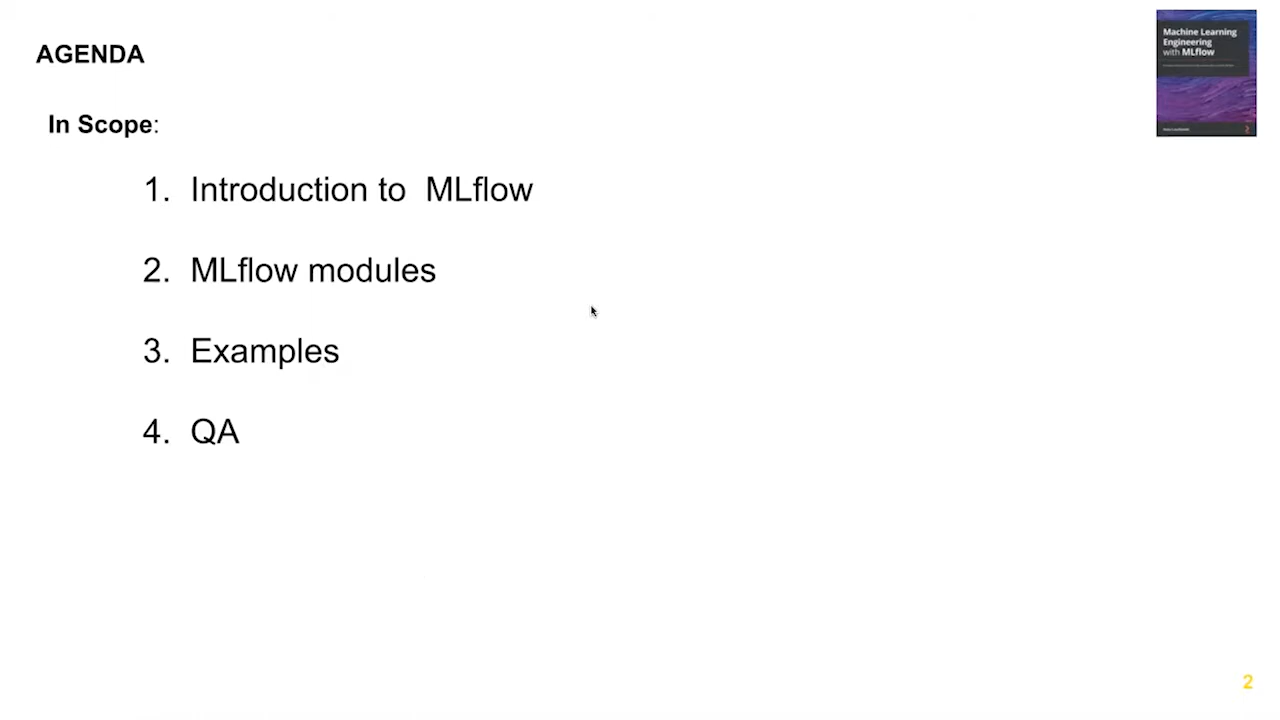 AGENDA
In Scope:
1. Introduction to MLflow
2. MLflow modules
3. Examples
4. QA
Machine Learning
Engineering
with MLflow
2